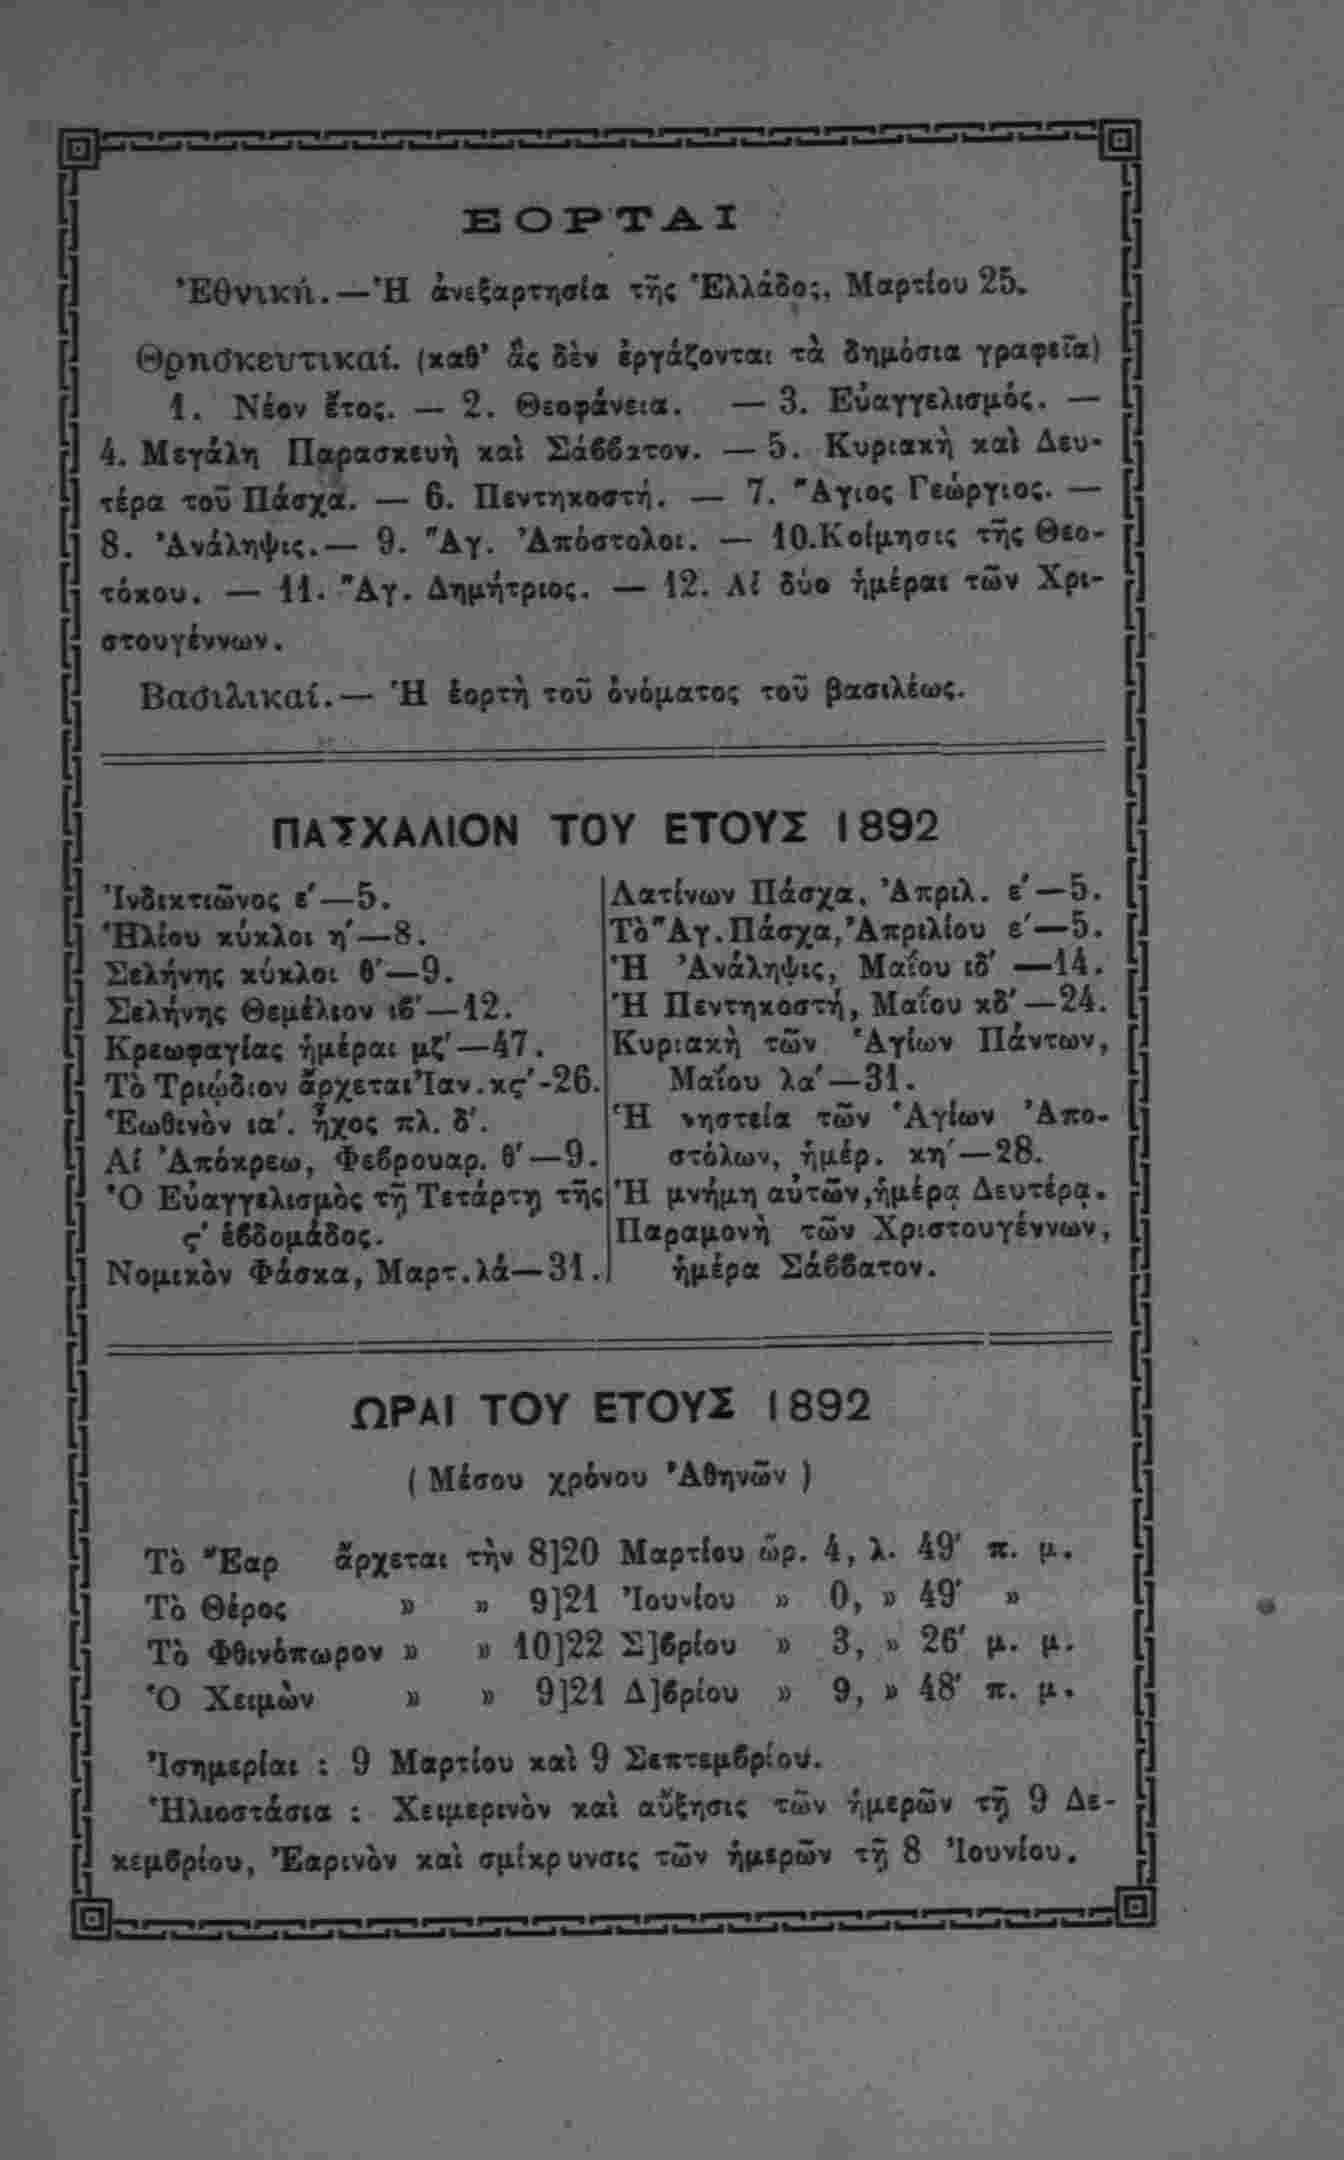 ΕΟΡΤΑΙ
Ἐθνική.—Ἡ ἀνεξαρτησία τῆς Ἑλλάδος, Μαρτίου 25.
Θρησκευτικαί. (καθ' ἃς δὲν ἐργάζονται τὰ δημόσια γραφεῖα)
1. Νέον ἔτος. — 2. Θεοφάνεια. — 3. Εὐαγγελισμός. —
4. Μεγάλη Παρασκευὴ καὶ Σάββατον. — 5. Κυριακὴ καὶ Δευ-
τέρα τοῦ Πάσχα. — 6. Πεντηκοστή. — 7. Ἅγιος Γεώργιος. —
8. Ἀνάληψις.— 9. Ἅγ. Ἀπόστολοι. — 10.Κοίμησις τῆς Θεο-
τόκου. — 11. Ἅγ. Δημήτριος. — 12. Αἱ δύο ἡμέραι τῶν Χρι-
στουγέννων.
Βασιλικαί.— Ἡ ἑορτὴ τοῦ ὀνόματος τοῦ βασιλέως.
ΠΑΣΧΑΛΙΟΝ ΤΟΥ ΕΤΟΥΣ 1892
Ἰνδικτιῶνος ε'—5.
Ἡλίου κύκλοι η'—8.
Σελήνης κύκλοι θ'—9.
Σελήνης Θεμέλιον ιβ'—12.
Κρεωφαγίας ἡμέραι μζ'—47.
Τὸ Τριῴδιον ἄρχεται Ἰαν.κς'-26.
Ἑωθινὸν ια'. ἦχος πλ. δ'.
Αἱ Ἀπόκρεω, Φεβρουαρ. θ'—9.
Ὁ Εὐαγγελισμὸς τῇ Τετάρτῃ τῆς
ς' ἑβδομάδος.
Νομικὸν Φάσκα, Μαρτ.λά—31.
Λατίνων Πάσχα, Ἀπριλ. ε'—5.
Τὸ Ἅγ.Πάσχα, Ἀπριλίου ε'—5.
Ἡ Ἀνάληψις, Μαΐου ιδ' —14.
Ἡ Πεντηκοστή, Μαΐου κδ'—24.
Κυριακὴ τῶν Ἁγίων Πάντων,
Μαΐου λα'—31.
Ἡ νηστεία τῶν Ἁγίων Ἀπο-
στόλων, ἡμέρ. κη'—28.
Ἡ μνήμη αὐτῶν,ἡμέρᾳ Δευτέρᾳ.
Παραμονὴ τῶν Χριστουγέννων,
ἡμέρα Σάββατον.
ΩΡΑΙ ΤΟΥ ΕΤΟΥΣ 1892
( Μέσου χρόνου Ἀθηνῶν )
Τὸ Ἔαρ ἄρχεται τὴν 8]20 Μαρτίου ὥρ. 4, λ. 49' π. μ.
Τὸ Θέρος » » 9]21 Ἰουνίου » 0, » 49' »
Τὸ Φθινόπωρον » » 10]22 Σ]βρίου » 3, » 26' μ. μ.
Ὁ Χειμὼν » » 9]21 Δ]βρίου » 9, » 48' π. μ.
Ἰσημερίαι : 9 Μαρτίου καὶ 9 Σεπτεμβρίου.
Ἡλιοστάσια : Χειμερινὸν καὶ αὔξησις τῶν ἡμερῶν τῇ 9 Δε-
κεμβρίου, Ἐαρινὸν καὶ σμίκρυνσις τῶν ἡμερῶν τῇ 8 Ἰουνίου.